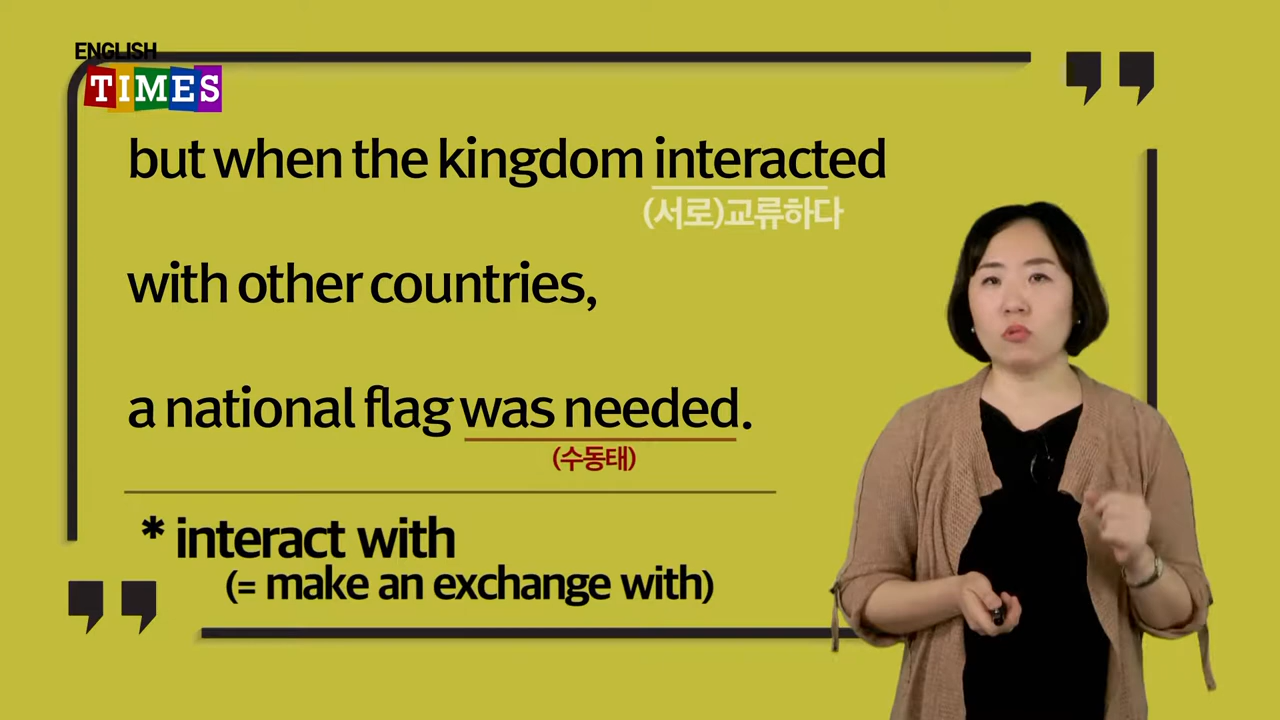 ENGLISH
TIMES
but when the kingdom interacted
(서로)교류하다
with other countries,
a national flag was needed.
(수동태)
* interact with
(= make an exchange with)